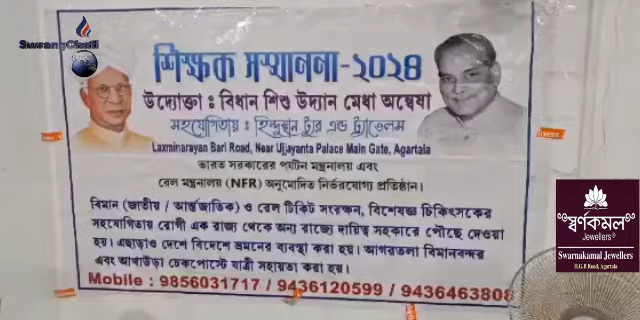 SwrangChati
শিক্ষক সম্মাননা-২০২৪
উদ্যোক্তা : বিধান শিশু উদ্যান মেধা অন্বেষা
সহযোগিতায় : হিন্দুস্থান ট্যুর এন্ড ট্র্যাভেলস
Laxminarayan Bari Road, Near Ujjayanta Palace Main Gate, Agartala
ভারত সরকারের পর্যটন মন্ত্রনালয় এবং
রেল মন্ত্রনালয় (NFR) অনুমোদিত নির্ভরযোগ্য প্রতিষ্ঠান।
বিমান (জাতীয় / আর্ন্তজাতিক) ও রেল টিকিট সংরক্ষন, বিশেষজ্ঞ চিকিৎসকের
সহযোগিতায় রোগী এক রাজ্য থেকে অন্য রাজ্যে দায়িত্ব সহকারে পৌছে দেওয়া
হয়। এছাড়াও দেশে বিদেশে ভ্রমনের ব্যবস্থা করা হয়। আগরতলা বিমানবন্দর
এবং আখাউড়া চেকপোস্টে যাত্রী সহায়তা করা হয়।
Mobile : 9856031717 / 9436120599 / 9436463808
স্বর্ণকমল
Jewellers
Swarnakamal Jewellers
H.G.B Road, Agartala